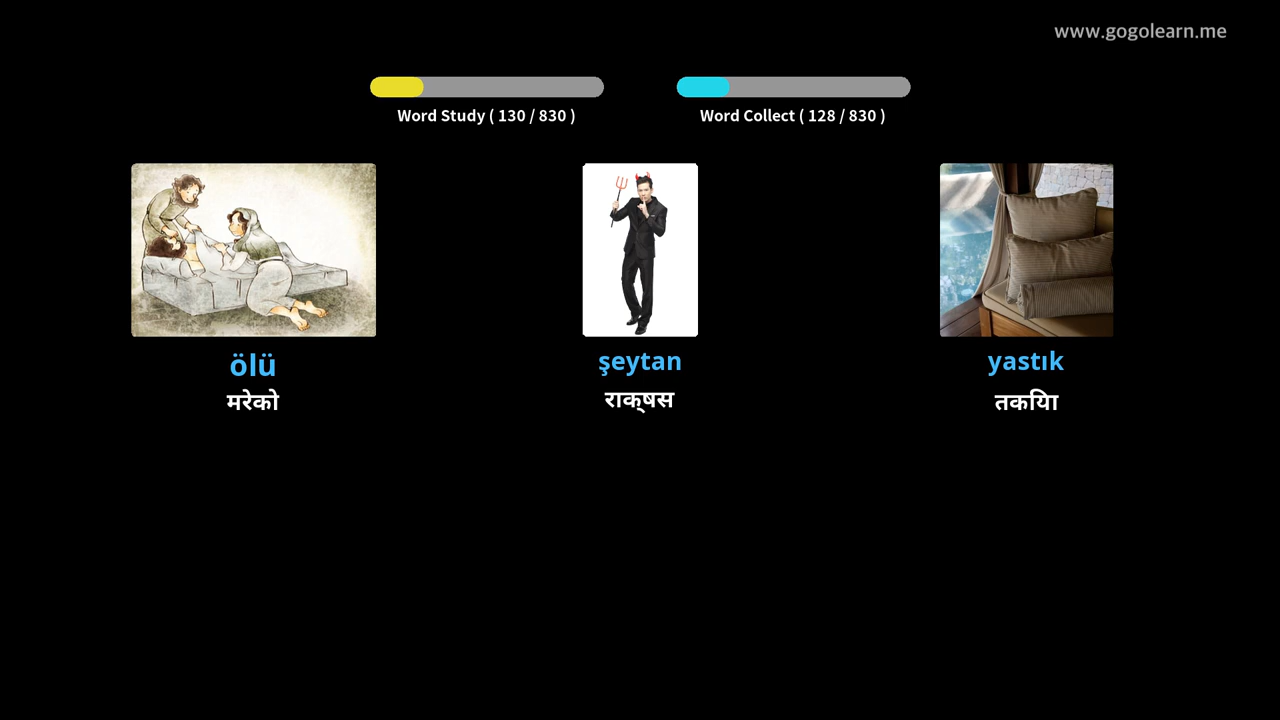 www.gogolearn.me
Word Study ( 130 / 830 )
Word Collect ( 128 / 830 )
ölü
şeytan
yastık
मरेको
राक्षस
तकिया